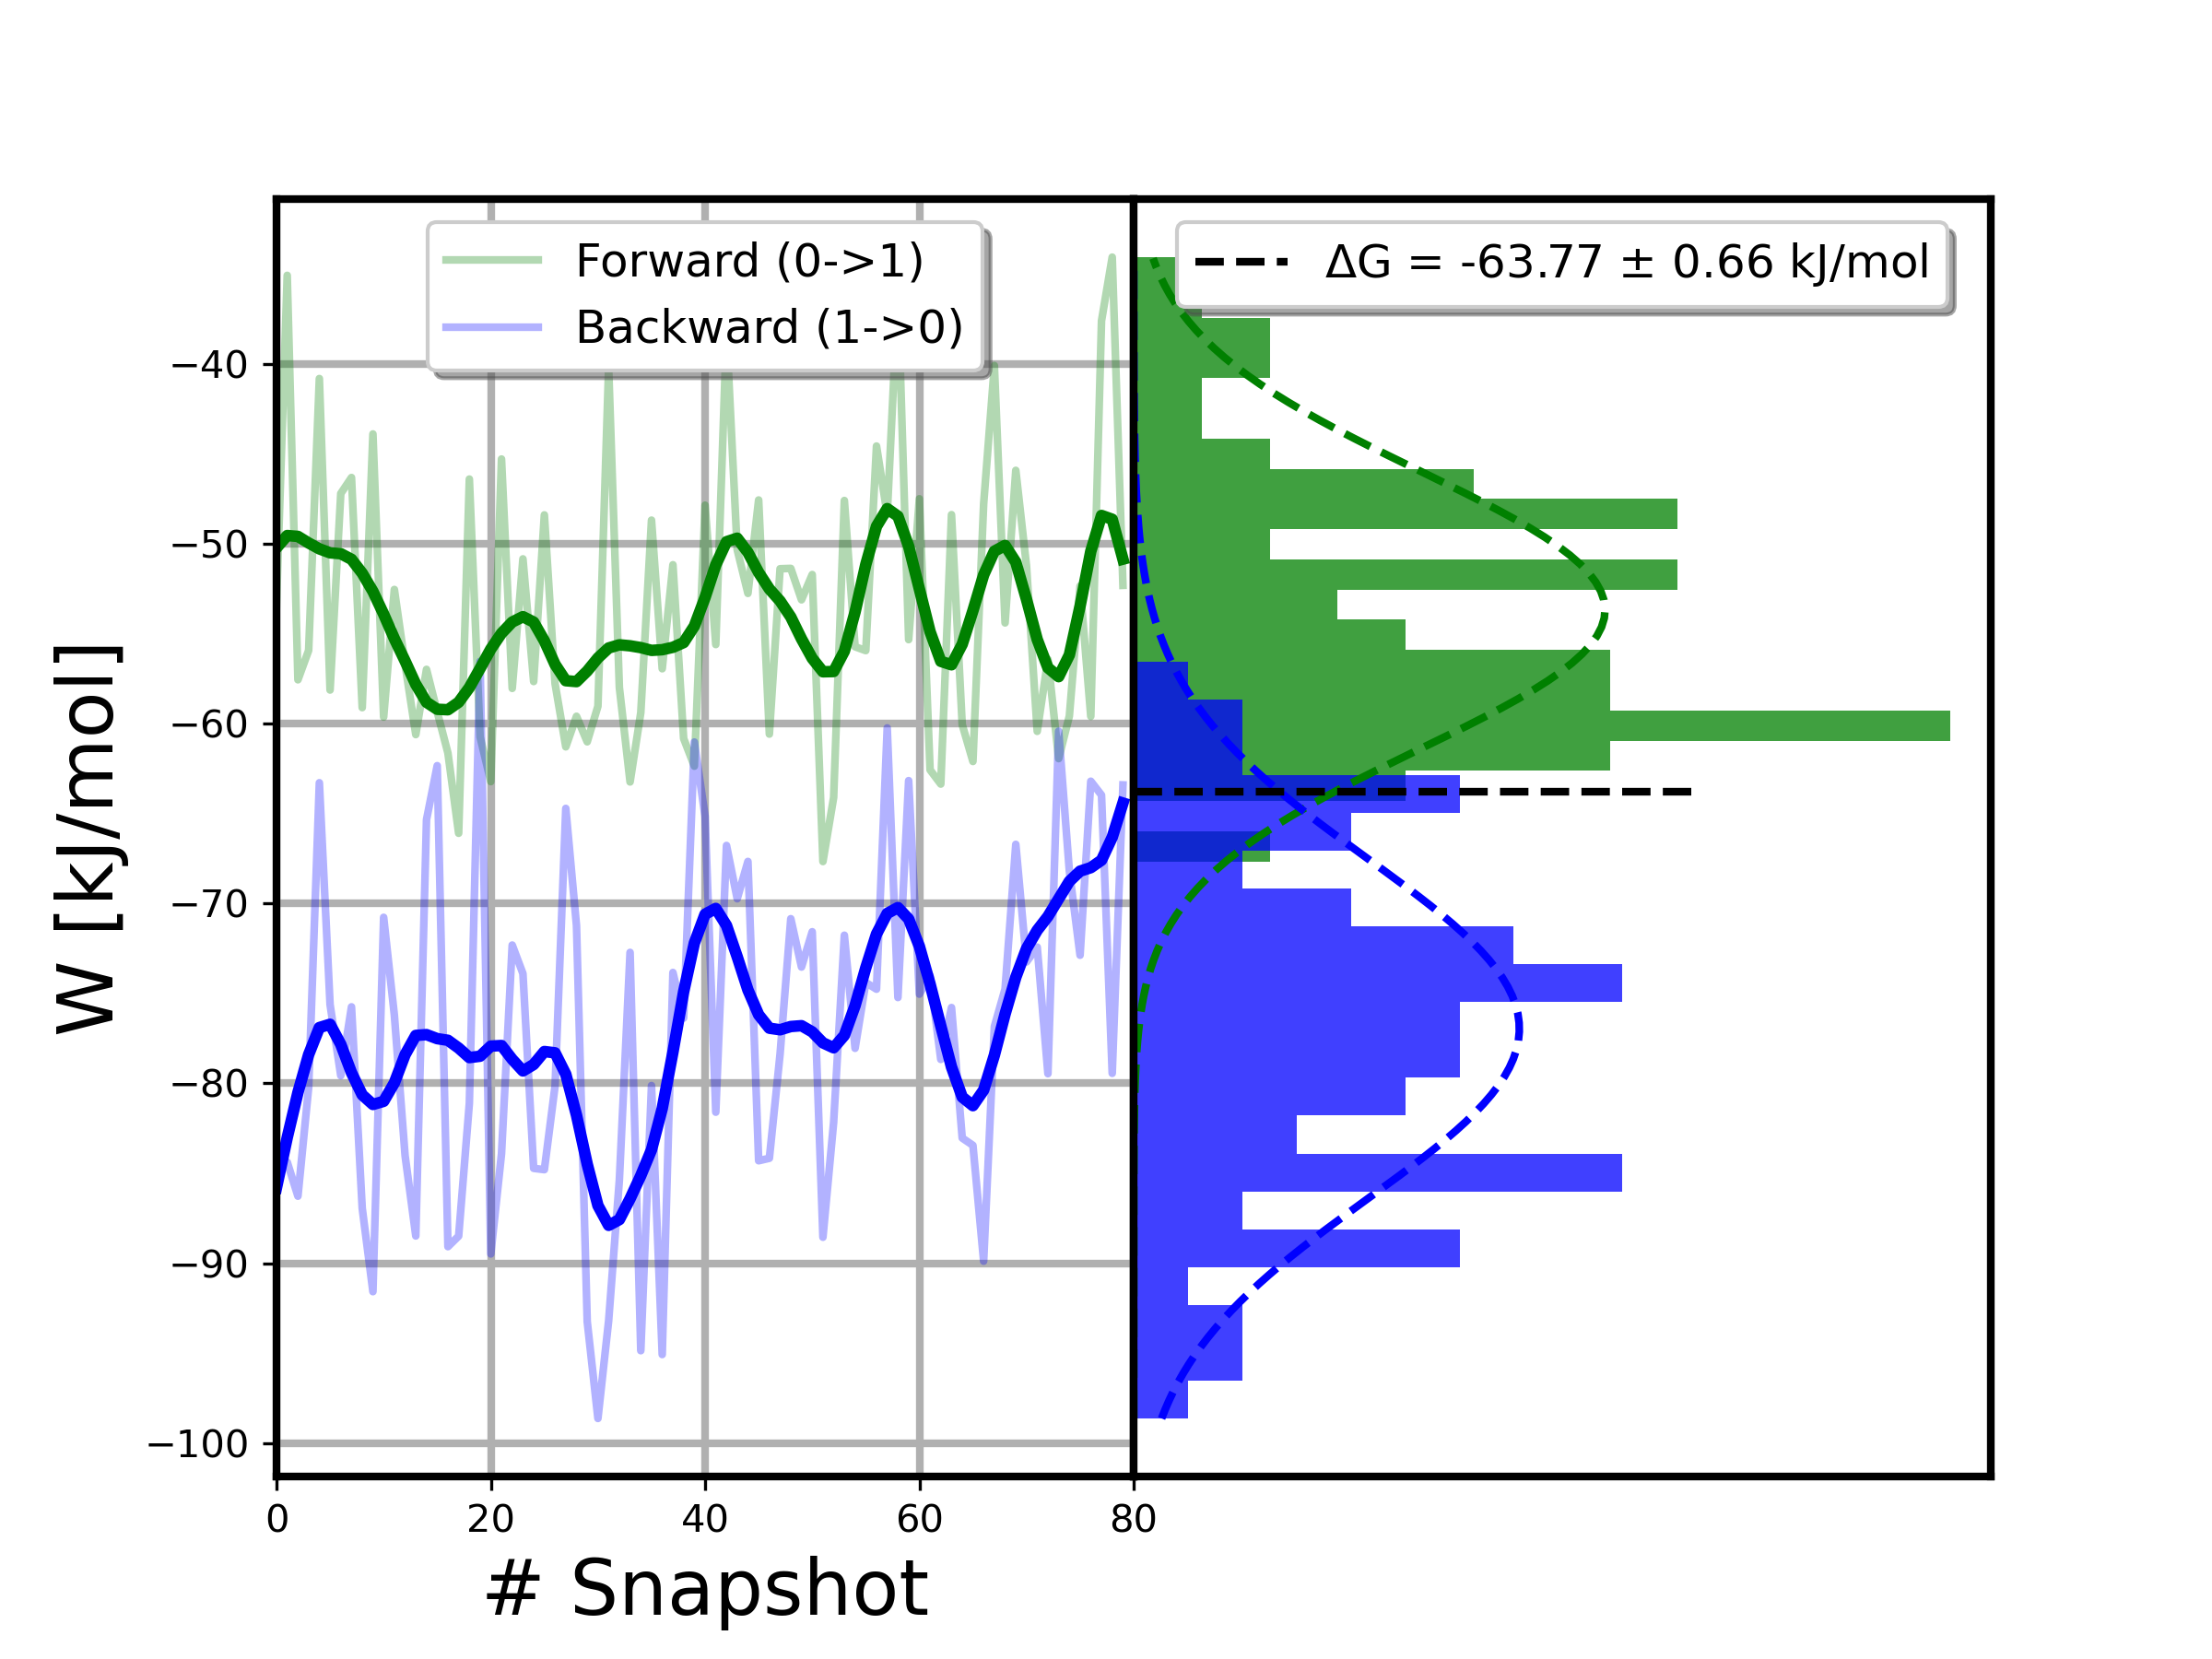 Forward (0->1)
Backward (1->0)
ΔG = -63.77 ± 0.66 kJ/mol
W [kJ/mol]
−40
−50
−60
−70
−80
−90
−100
0 20 40 60 80
# Snapshot